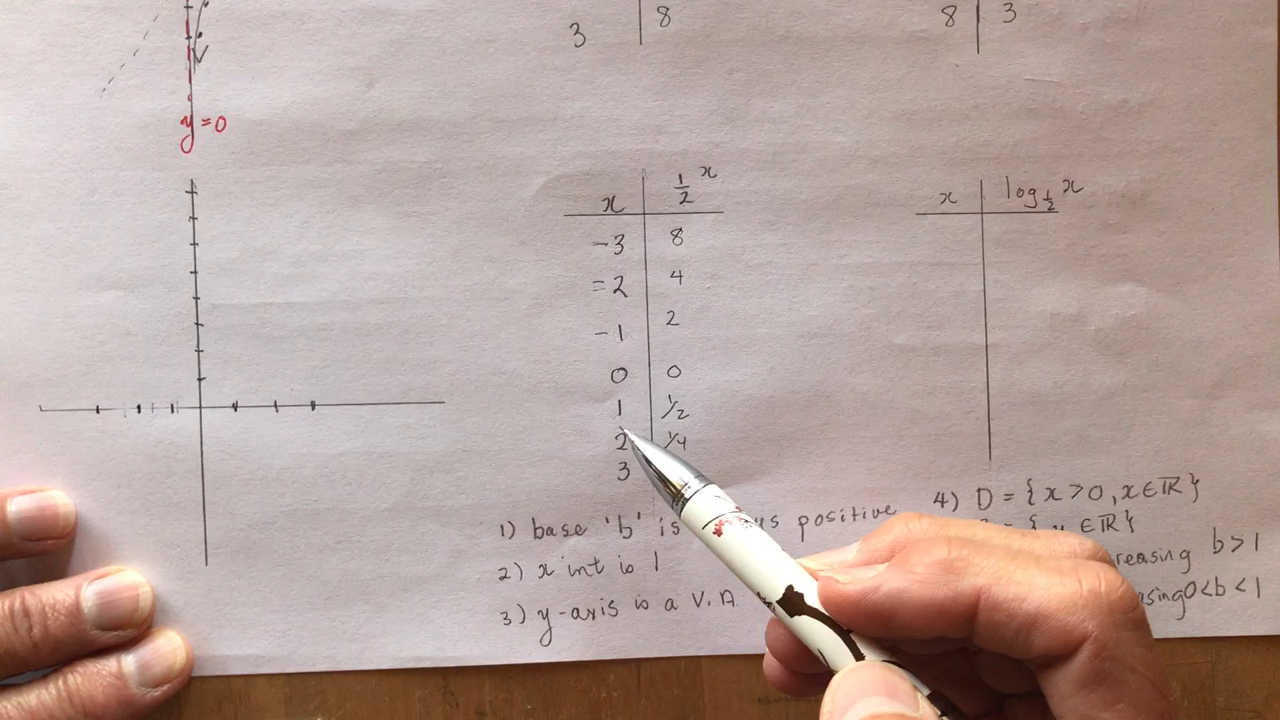 3 | 8
8 | 3
y = 0
x | 1/2 ^x
-3 | 8
=2 | 4
-1 | 2
0 | 0
1 | 1/2
2 | 1/4
3
x | log 1/2 x
1) base 'b' is positive
2) x int is 1
3) y-axis is a V.A.
4) D = {x > 0, x ∈ ℝ}
∈ ℝ}
b > 1
0 < b < 1